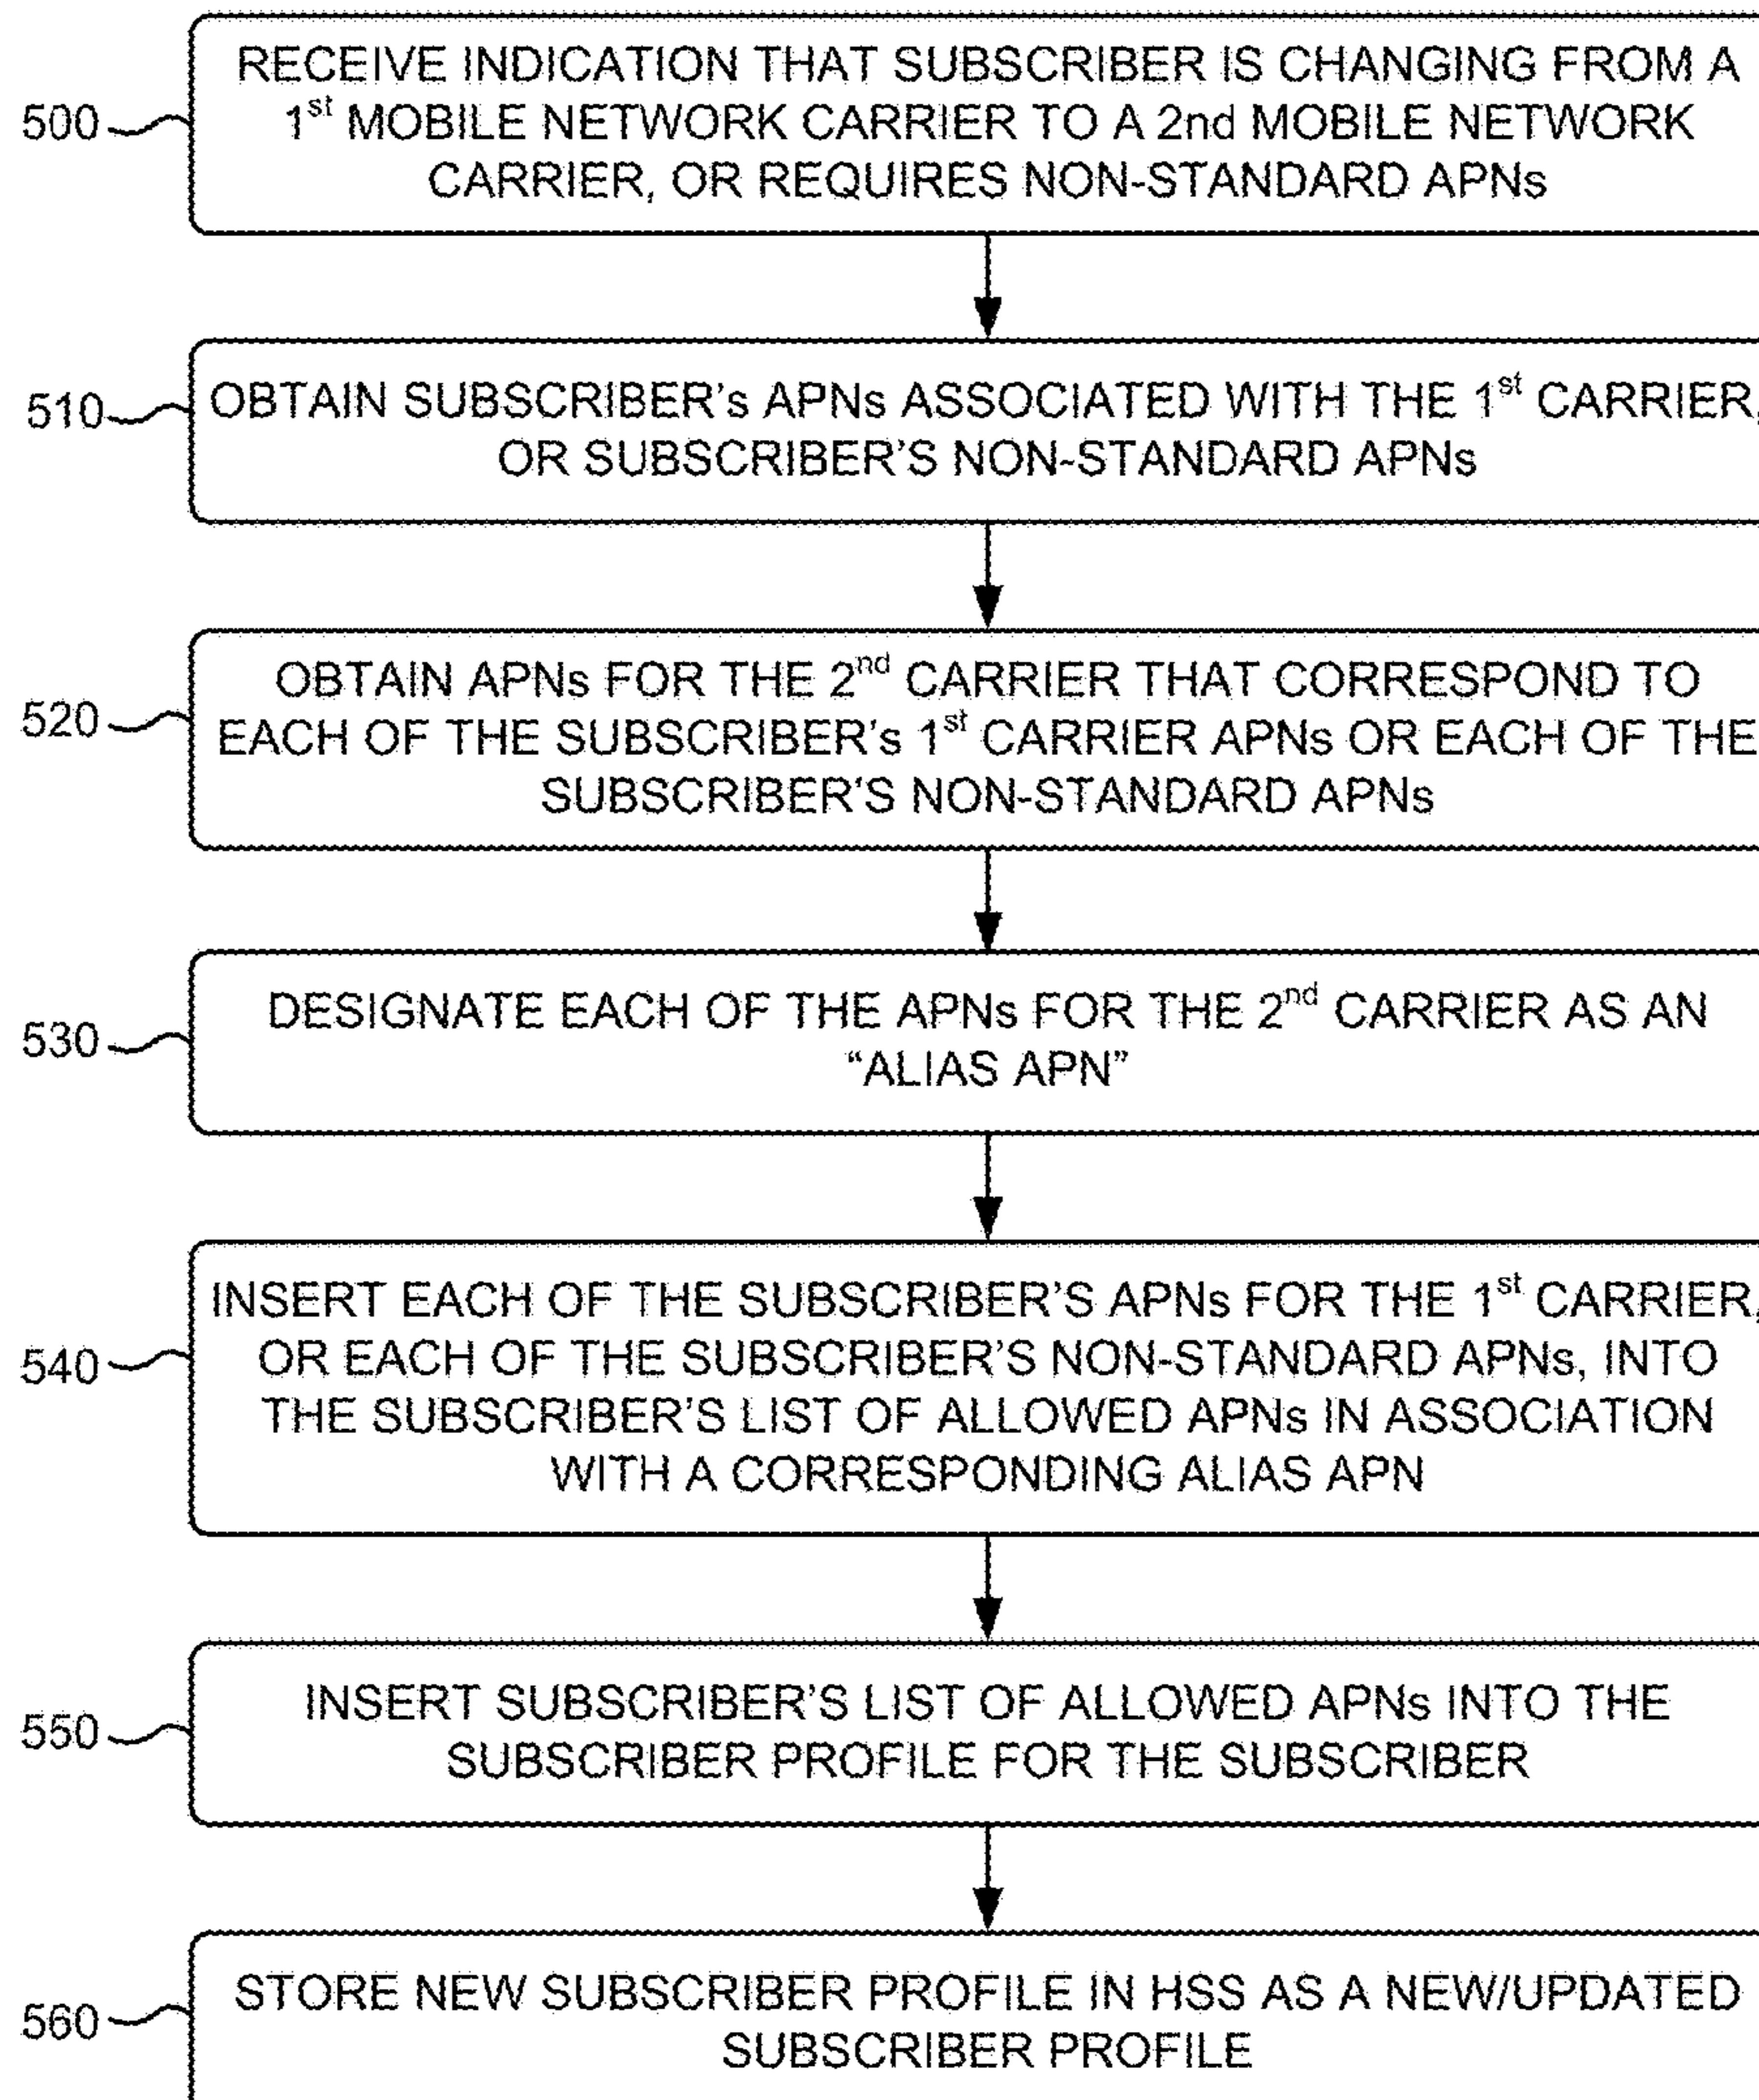 500
RECEIVE INDICATION THAT SUBSCRIBER IS CHANGING FROM A
1st MOBILE NETWORK CARRIER TO A 2nd MOBILE NETWORK
CARRIER, OR REQUIRES NON-STANDARD APNs
510
OBTAIN SUBSCRIBER's APNs ASSOCIATED WITH THE 1st CARRIER,
OR SUBSCRIBER'S NON-STANDARD APNs
520
OBTAIN APNs FOR THE 2nd CARRIER THAT CORRESPOND TO
EACH OF THE SUBSCRIBER's 1st CARRIER APNs OR EACH OF THE
SUBSCRIBER'S NON-STANDARD APNs
530
DESIGNATE EACH OF THE APNs FOR THE 2nd CARRIER AS AN
“ALIAS APN”
540
INSERT EACH OF THE SUBSCRIBER'S APNs FOR THE 1st CARRIER,
OR EACH OF THE SUBSCRIBER'S NON-STANDARD APNs, INTO
THE SUBSCRIBER'S LIST OF ALLOWED APNs IN ASSOCIATION
WITH A CORRESPONDING ALIAS APN
550
INSERT SUBSCRIBER'S LIST OF ALLOWED APNs INTO THE
SUBSCRIBER PROFILE FOR THE SUBSCRIBER
560
STORE NEW SUBSCRIBER PROFILE IN HSS AS A NEW/UPDATED
SUBSCRIBER PROFILE